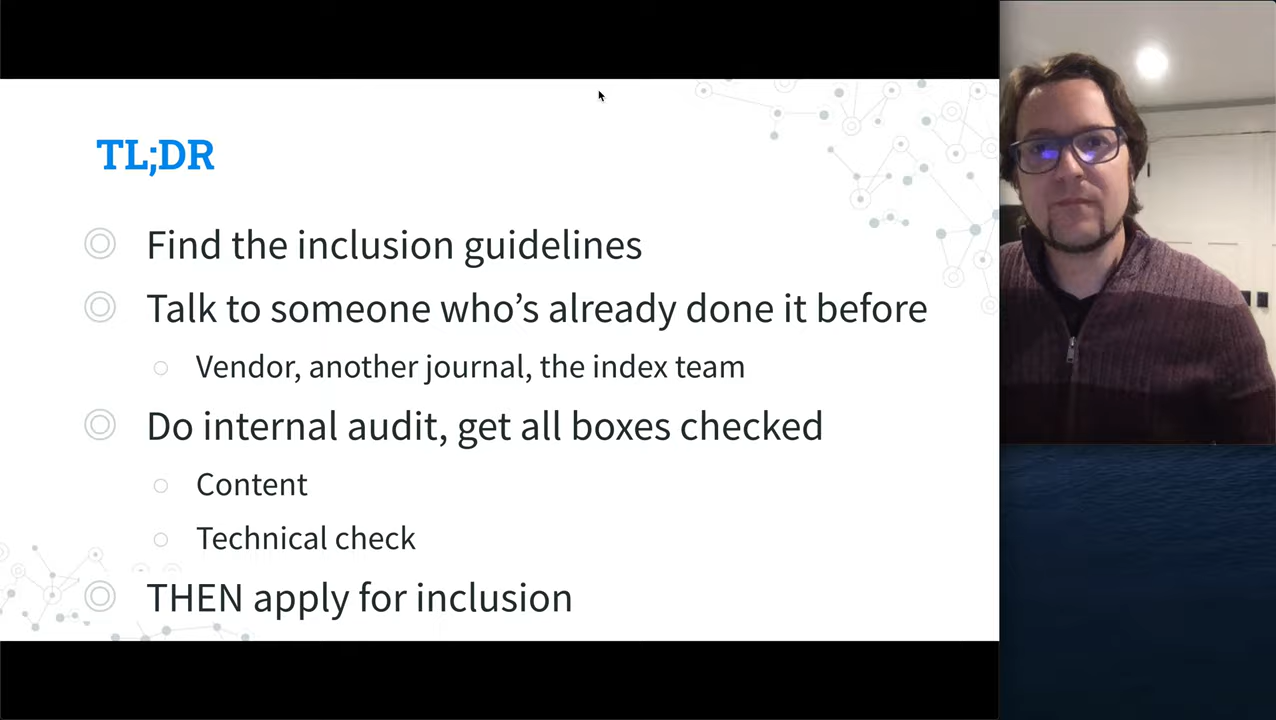 TL;DR
Find the inclusion guidelines
Talk to someone who’s already done it before
Vendor, another journal, the index team
Do internal audit, get all boxes checked
Content
Technical check
THEN apply for inclusion